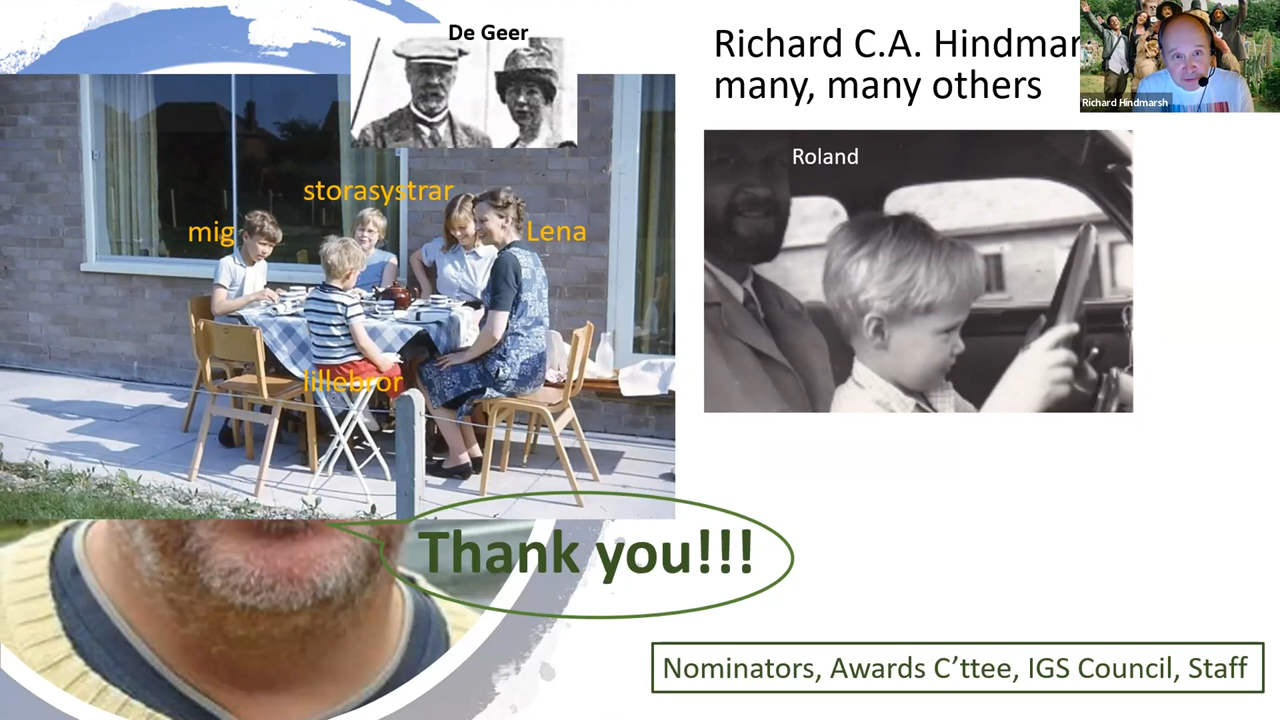 De Geer
Richard C.A. Hindmar
many, many others
Richard Hindmarsh
Roland
storasystrar
mig
Lena
lillebror
Thank you!!!
Nominators, Awards C’ttee, IGS Council, Staff